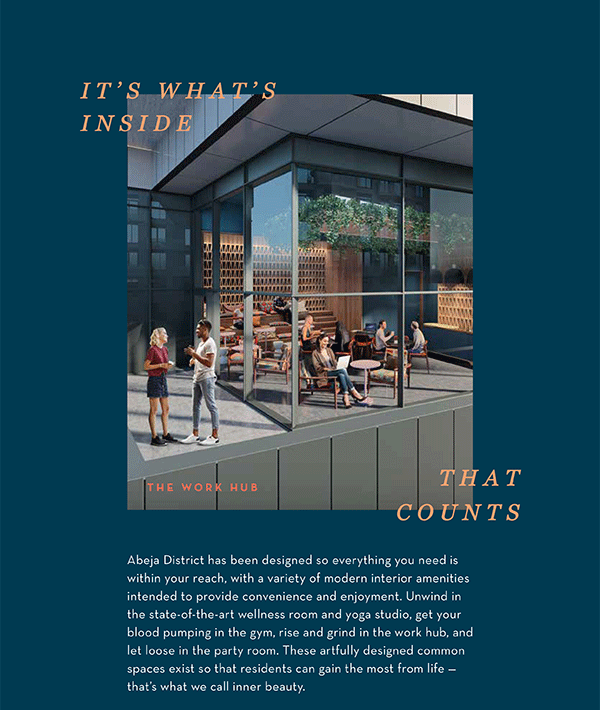 IT'S WHAT'S
INSIDE
THE WORK HUB
THAT
COUNTS
Abeja District has been designed so everything you need is
within your reach, with a variety of modern interior amenities
intended to provide convenience and enjoyment. Unwind in
the state-of-the-art wellness room and yoga studio, get your
blood pumping in the gym, rise and grind in the work hub, and
let loose in the party room. These artfully designed common
spaces exist so that residents can gain the most from life —
that's what we call inner beauty.